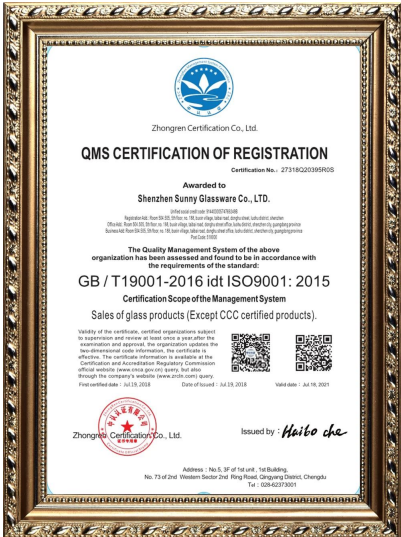 Zhongren Certification Co., Ltd.
QMS CERTIFICATION OF REGISTRATION
Certification No.: 27318Q20395R0S
Awarded to
Shenzhen Sunny Glassware Co., LTD.
The Quality Management System of the above
organization has been assessed and found to be in accordance with
the requirements of the standard:
GB / T19001-2016 idt ISO9001: 2015
Certification Scope of the Management System
Sales of glass products (Except CCC certified products).
Validity of the certificate, certified organizations subject
to supervision and review at least once a year.after the
examination and approval, the organization updates the
two-dimensional code information, the certificate is
effective. The certificate information is available at the
Certification and Accreditation Regulatory Commission
official website (www.cnca.gov.cn) query, but also
through the company's website (www.zrcln.com) query.
First certified date : Jul.19, 2018 Date of Issued : Jul.19, 2018 Valid date : Jul.19, 2021
Zhongren Certification Co., Ltd.
Issued by : Haibo che
Address : No.5, 3F of 1st unit , 1st Building,
No. 73 of 2nd Western Sector 2nd Ring Road, Qingyang District, Chengdu
Tel : 028-62373001